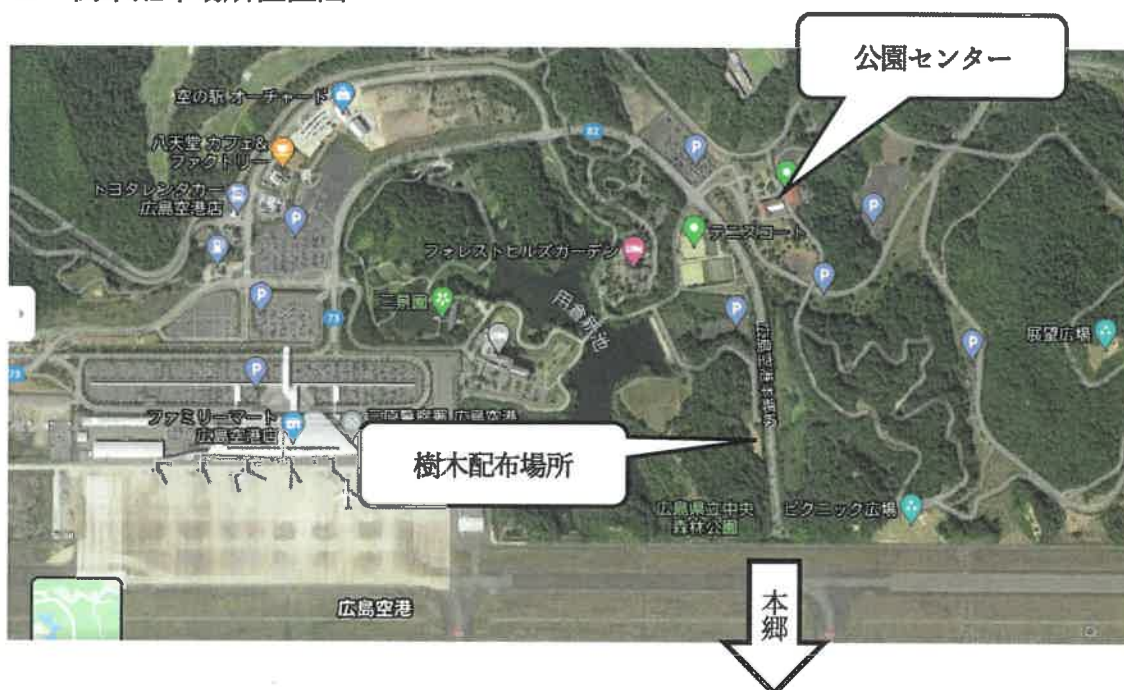 公園センター
空の駅 オーチャード
82
八天堂 カフェ&
ファクトリー
P
トヨタレンタカー
広島空港店
P
P
テニスコート
フォレストヒルズガーデン
P
P
三景園
用倉新池
P
73
P
展望広場
73
P
ファミリーマート
広島空港店
樹木配布場所
広島県立中央
森林公園
ピクニック広場
広島空港
本郷